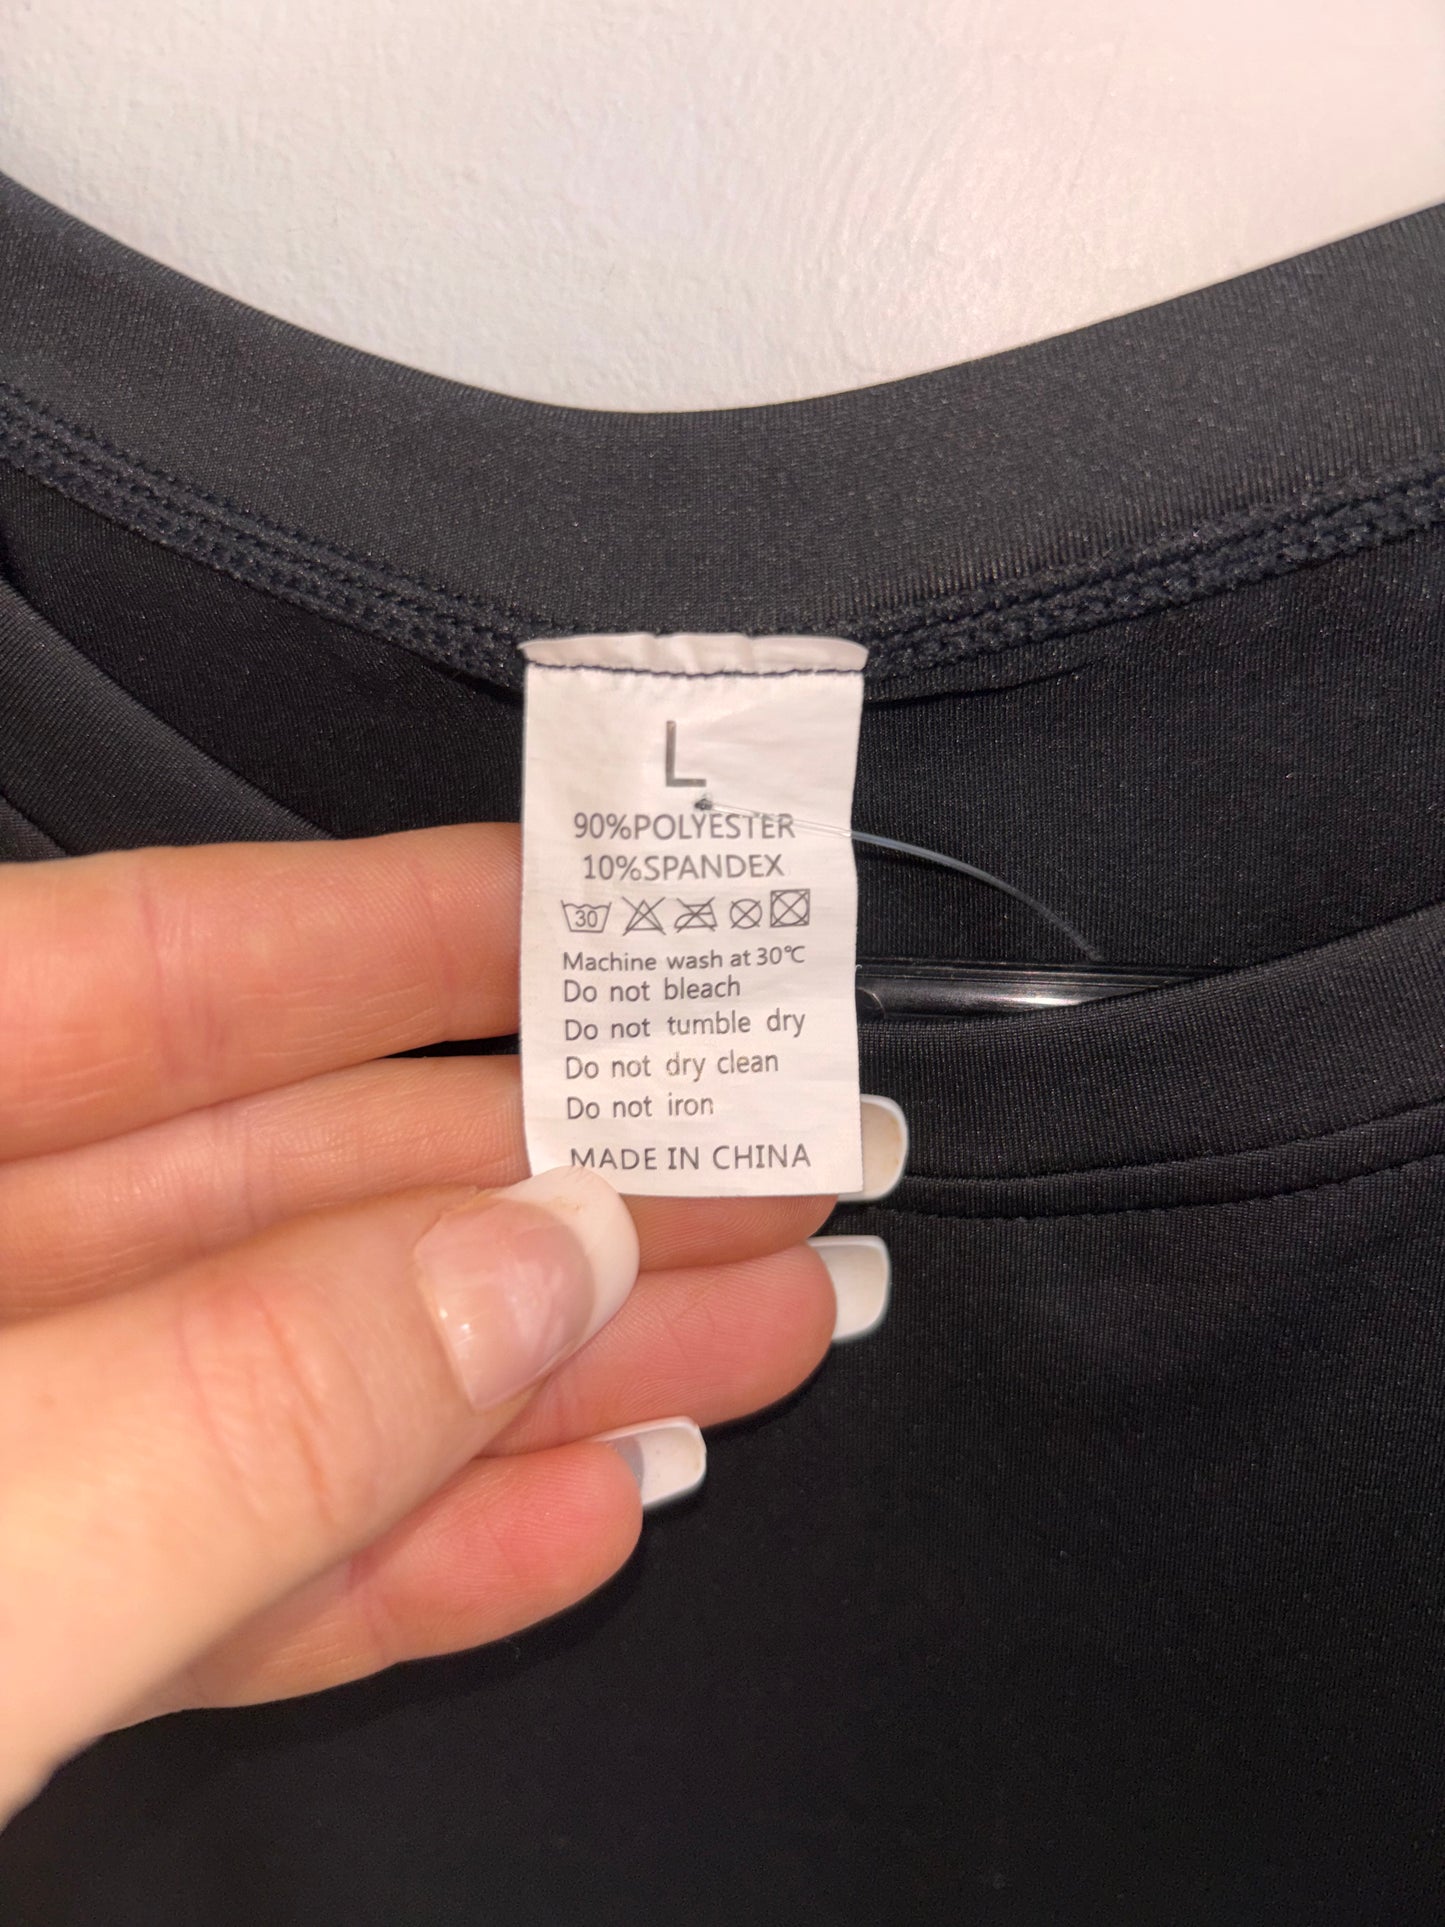 L
90%POLYESTER
10%SPANDEX
30
Machine wash at 30℃
Do not bleach
Do not tumble dry
Do not dry clean
Do not iron
MADE IN CHINA